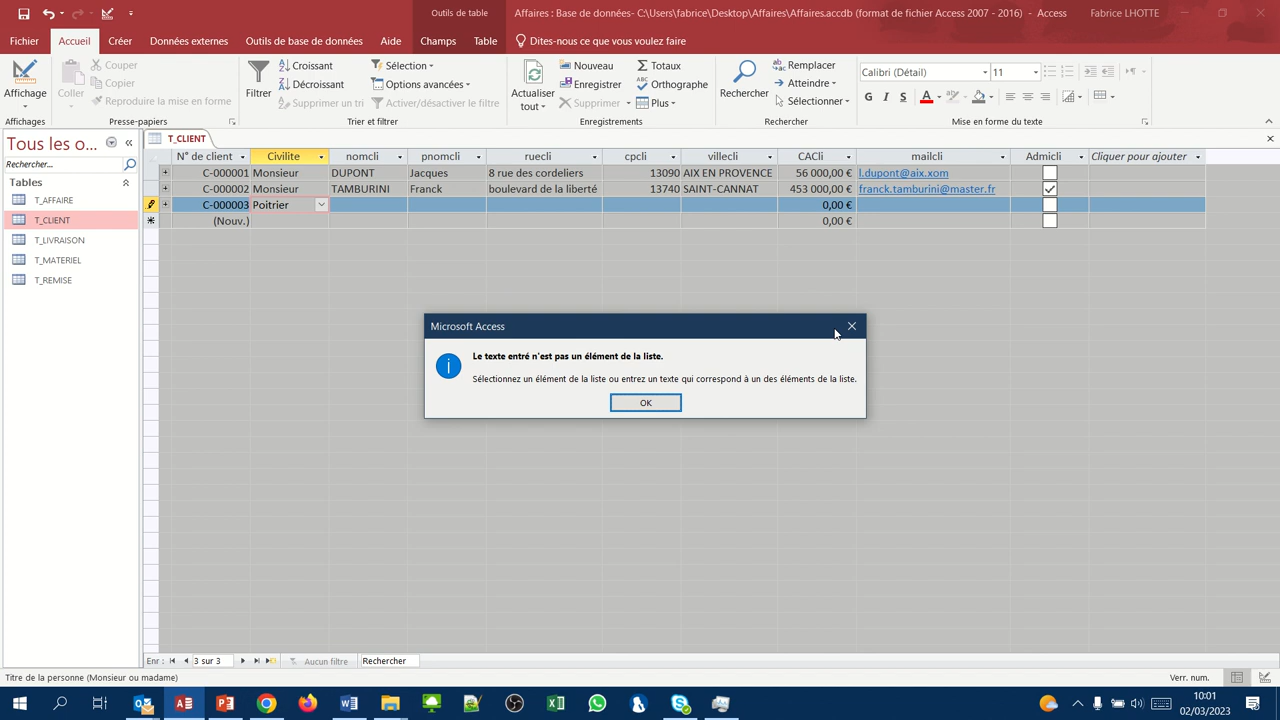 Outils de table
Affaires : Base de données- C:\Users\fabrice\Desktop\Affaires\Affaires.accdb (format de fichier Access 2007 - 2016) - Access
Fabrice LHOTTE
Fichier
Accueil
Créer
Données externes
Outils de base de données
Aide
Champs
Table
Dites-nous ce que vous voulez faire
Affichage
Affichages
Coller
Couper
Copier
Reproduire la mise en forme
Presse-papiers
Filtrer
Croissant
Décroissant
Supprimer un tri
Sélection
Options avancées
Activer/désactiver le filtre
Trier et filtrer
Actualiser
tout
Nouveau
Enregistrer
Supprimer
Totaux
Orthographe
Plus
Enregistrements
Rechercher
Remplacer
Atteindre
Sélectionner
Rechercher
Calibri (Détail)
11
G I S A
Mise en forme du texte
Tous les o...
Rechercher...
Tables
T_AFFAIRE
T_CLIENT
T_LIVRAISON
T_MATERIEL
T_REMISE
T_CLIENT
N° de client Civilite nomcli pnomcli ruecli cpcli villecli CACli mailcli Admicli Cliquer pour ajouter
C-000001 Monsieur DUPONT Jacques 8 rue des cordeliers 13090 AIX EN PROVENCE 56 000,00 € l.dupont@aix.xom
C-000002 Monsieur TAMBURINI Franck boulevard de la liberté 13740 SAINT-CANNAT 453 000,00 € franck.tamburini@master.fr
C-000003 Poitrier 0,00 €
(Nouv.) 0,00 €
Microsoft Access
Le texte entré n'est pas un élément de la liste.
Sélectionnez un élément de la liste ou entrez un texte qui correspond à un des éléments de la liste.
OK
Enr : 3 sur 3 Aucun filtre Rechercher
Titre de la personne (Monsieur ou madame)
Verr. num.
10:01
02/03/2023